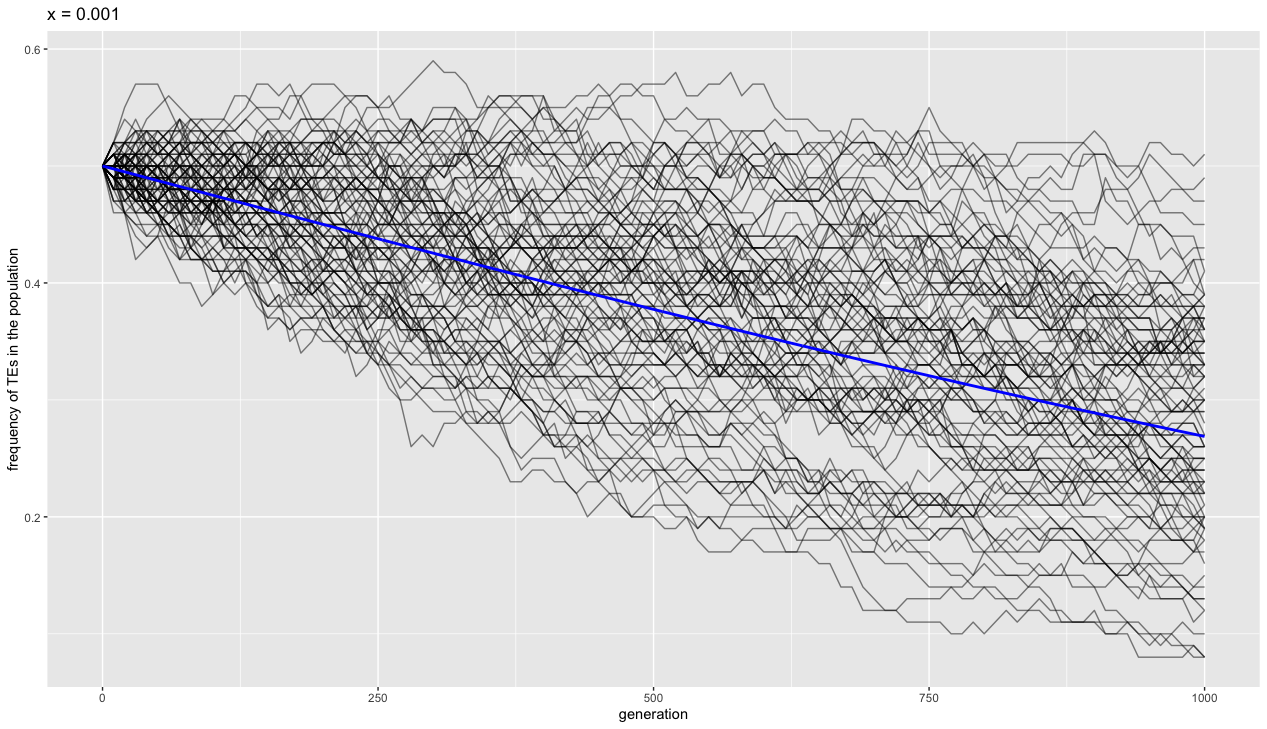 x = 0.001
frequency of TEs in the population
0.6
0.4
0.2
0 250 500 750 1000
generation